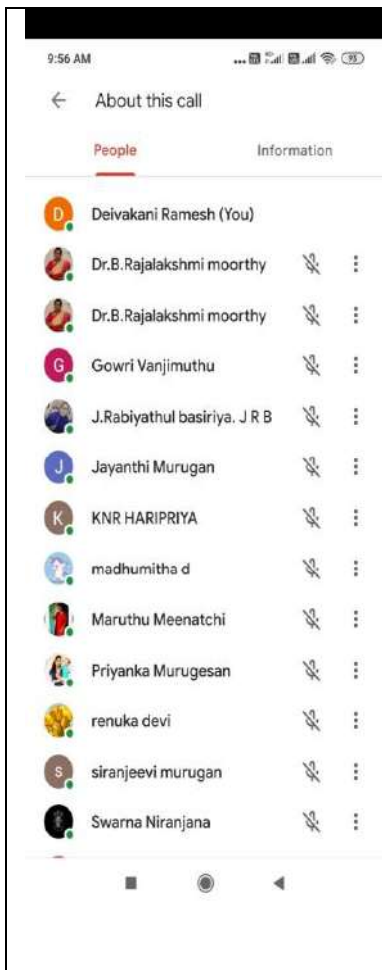 9:56 AM
93
About this call
People Information
D Deivakani Ramesh (You)
Dr.B.Rajalakshmi moorthy
Dr.B.Rajalakshmi moorthy
G Gowri Vanjimuthu
J.Rabiyathul basiriya. J R B
J Jayanthi Murugan
K KNR HARIPRIYA
madhumitha d
Maruthu Meenatchi
Priyanka Murugesan
renuka devi
s siranjeevi murugan
Swarna Niranjana